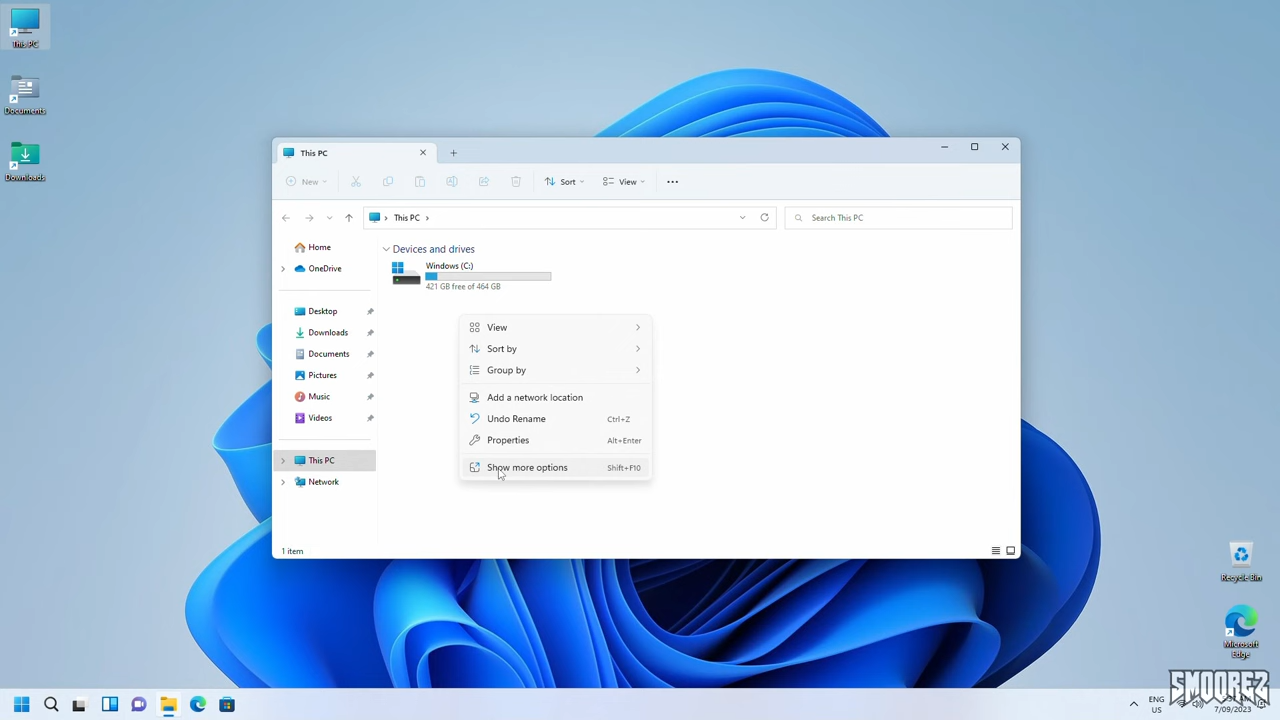 This PC
Documents
Downloads
This PC
New
Sort
View
This PC
Search This PC
Home
OneDrive
Desktop
Downloads
Documents
Pictures
Music
Videos
This PC
Network
Devices and drives
Windows (C:)
421 GB free of 464 GB
View
Sort by
Group by
Add a network location
Undo Rename Ctrl+Z
Properties Alt+Enter
Show more options Shift+F10
1 item
Recycle Bin
Microsoft
Edge
SMOOREZ
ENG
US
7/09/2023